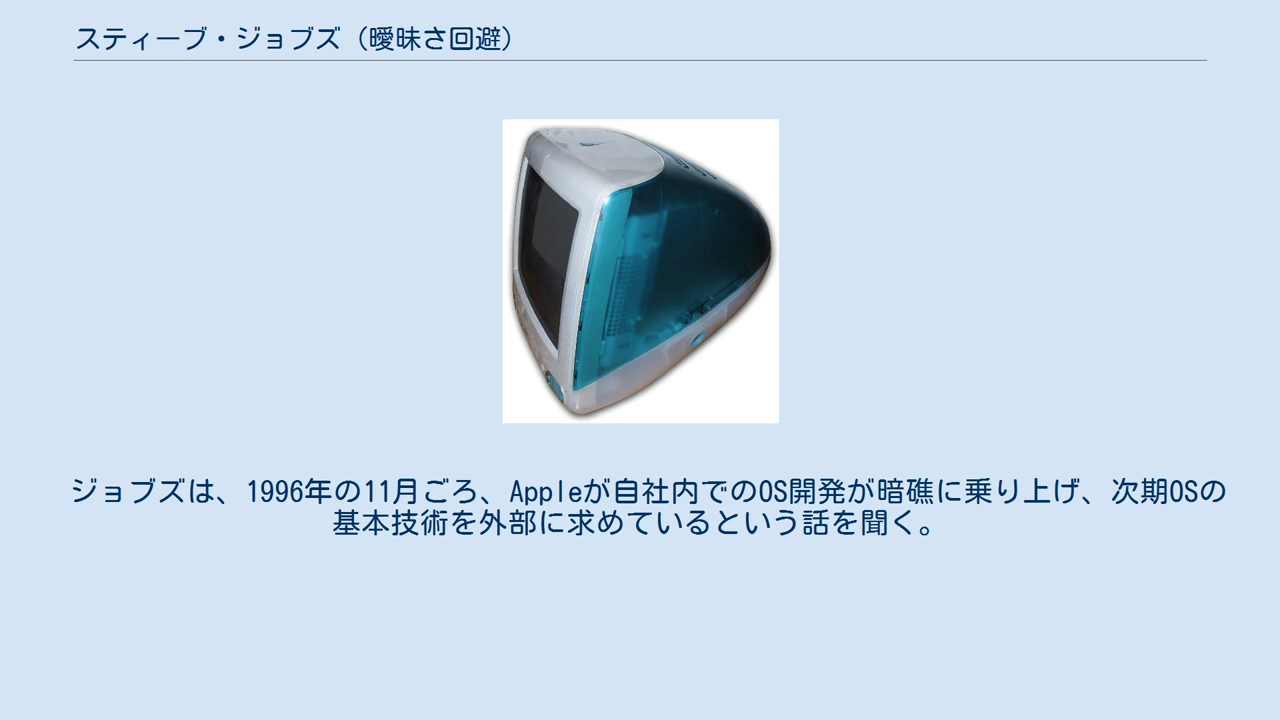 スティーブ・ジョブズ（曖昧さ回避）
ジョブズは、1996年の11月ごろ、Appleが自社内でのOS開発が暗礁に乗り上げ、次期OSの
基本技術を外部に求めているという話を聞く。